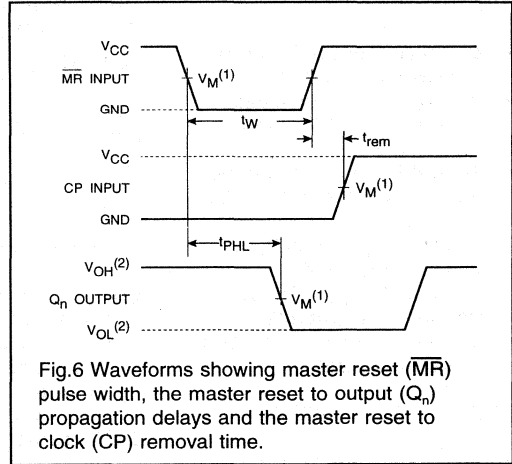 VCC
MR INPUT
VM(1)
GND
tW
trem
VCC
CP INPUT
VM(1)
GND
tPHL
VOH(2)
Qn OUTPUT
VM(1)
VOL(2)
Fig.6 Waveforms showing master reset (MR)
pulse width, the master reset to output (Qn)
propagation delays and the master reset to
clock (CP) removal time.